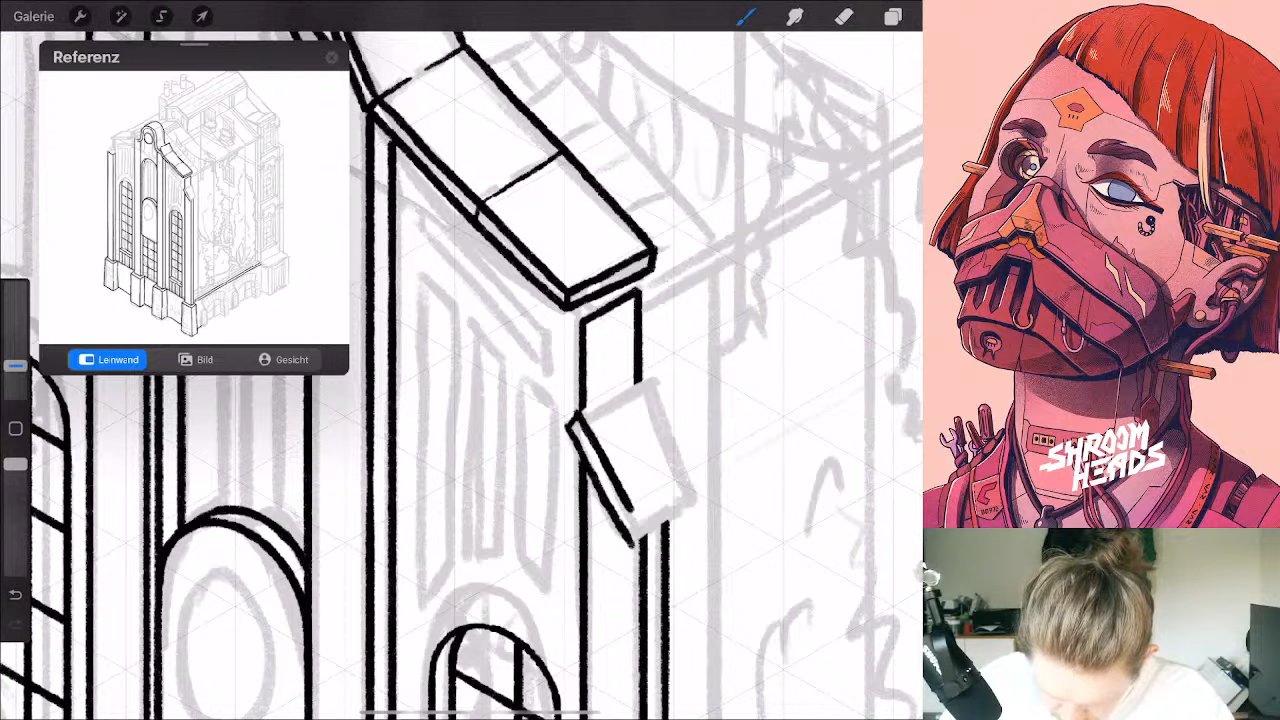 Galerie
Referenz
Leinwand
Bild
Gesicht
SHROOM
HEADS